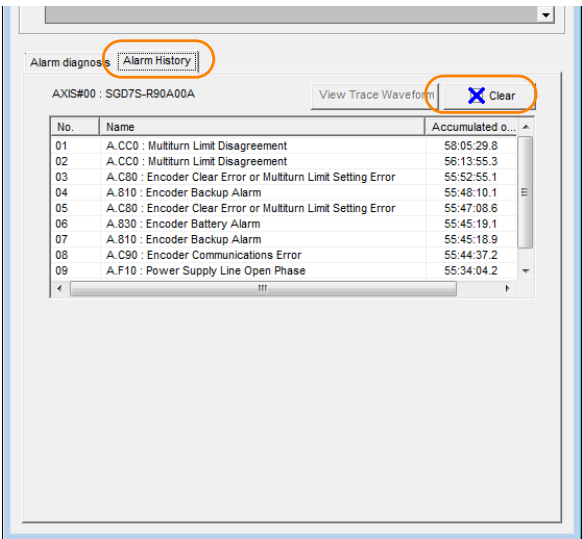 Alarm diagnosis Alarm History
AXIS#00 : SGD7S-R90A00A View Trace Waveform Clear
No. Name Accumulated o...
01 A.CC0 : Multiturn Limit Disagreement 58:05:29.8
02 A.CC0 : Multiturn Limit Disagreement 56:13:55.3
03 A.C80 : Encoder Clear Error or Multiturn Limit Setting Error 55:52:55.1
04 A.810 : Encoder Backup Alarm 55:48:10.1
05 A.C80 : Encoder Clear Error or Multiturn Limit Setting Error 55:47:08.6
06 A.830 : Encoder Battery Alarm 55:45:19.1
07 A.810 : Encoder Backup Alarm 55:45:18.9
08 A.C90 : Encoder Communications Error 55:44:37.2
09 A.F10 : Power Supply Line Open Phase 55:34:04.2